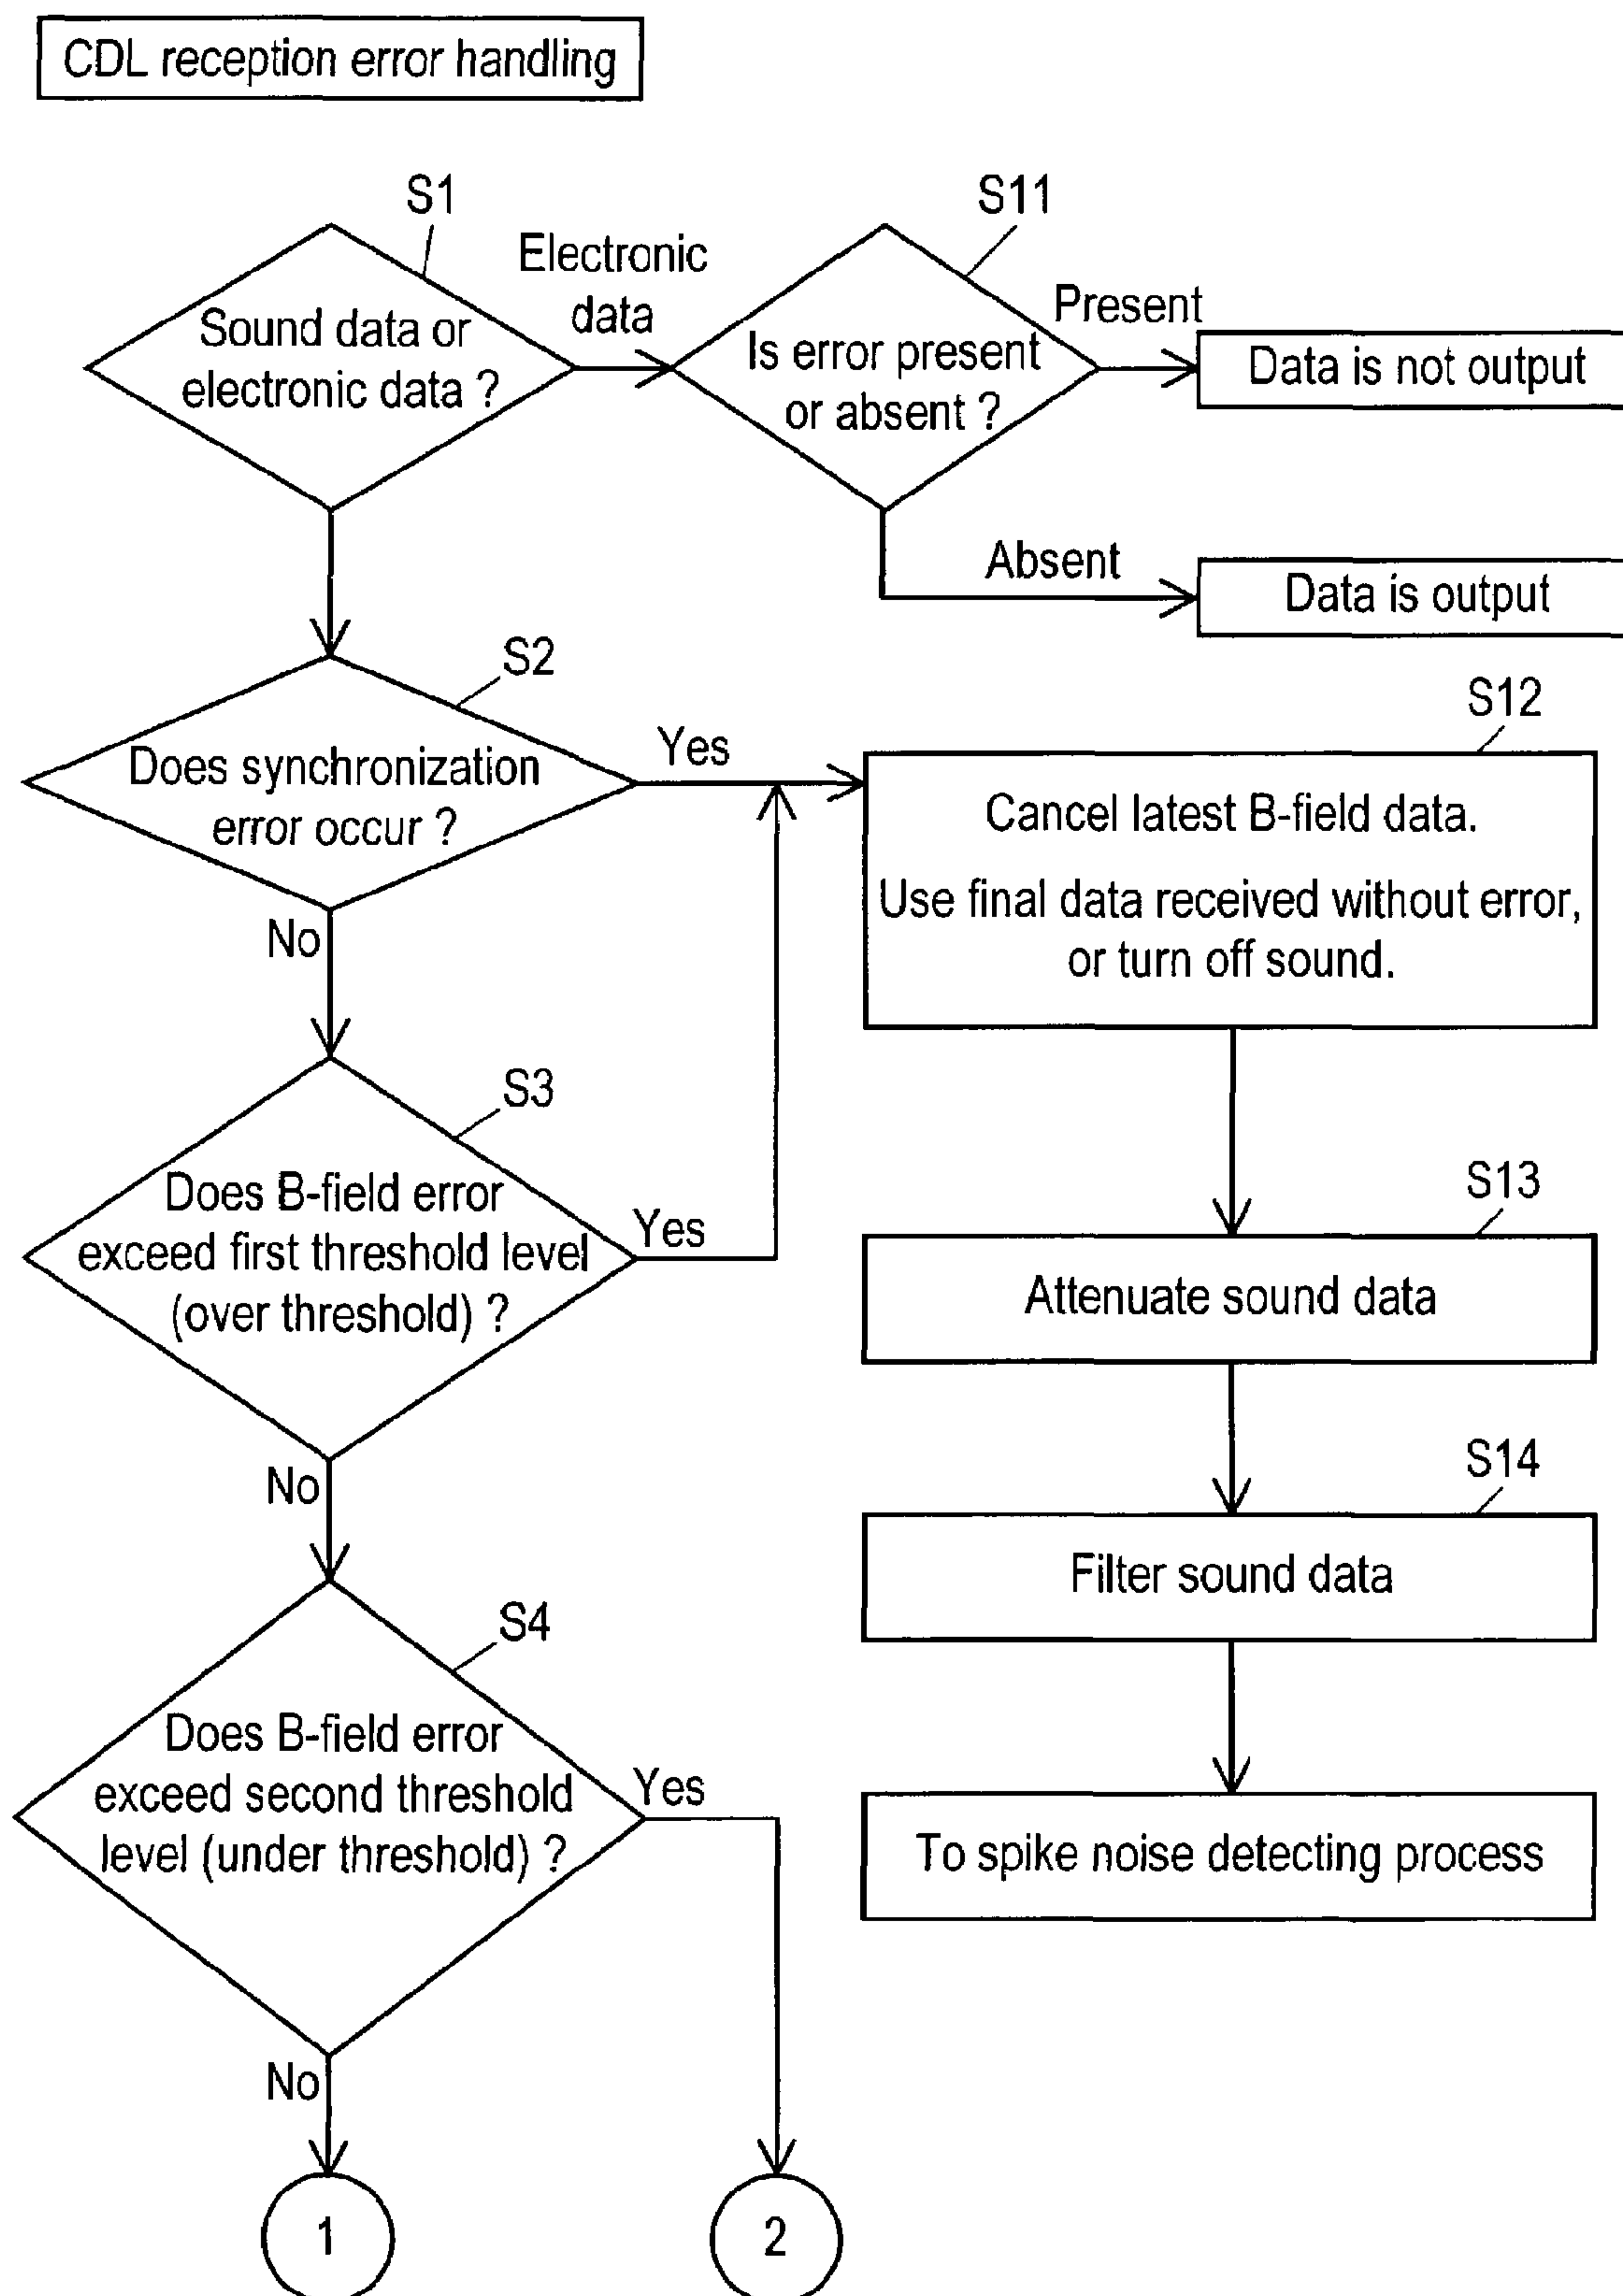 CDL reception error handling
S1
S11
Electronic
data
Present
Sound data or
electronic data ?
Is error present
or absent ?
Data is not output
Absent
Data is output
S2
S12
Yes
Does synchronization
error occur ?
Cancel latest B-field data.
Use final data received without error,
or turn off sound.
No
S3
S13
Does B-field error
exceed first threshold level
(over threshold) ?
Yes
Attenuate sound data
No
S14
Filter sound data
S4
Does B-field error
exceed second threshold
level (under threshold) ?
Yes
To spike noise detecting process
No
1
2